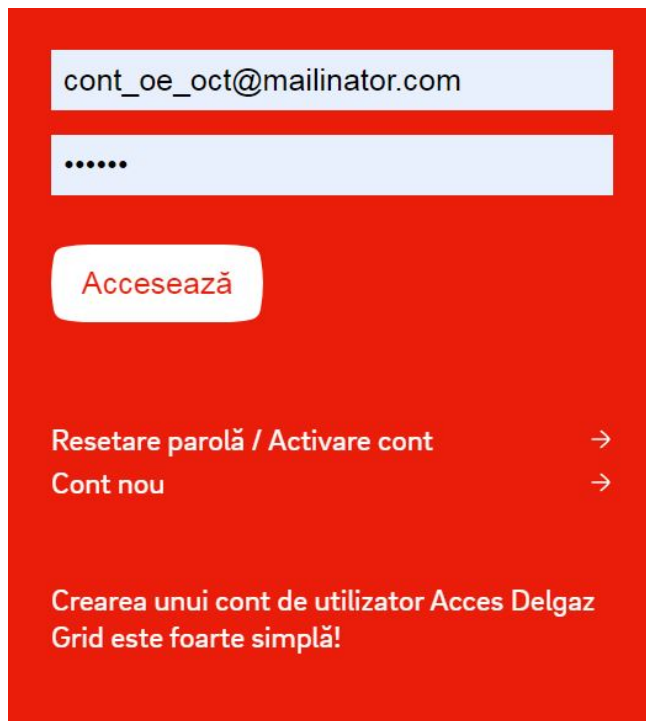 cont_oe_oct@mailinator.com
••••••
Accesează
Resetare parolă / Activare cont →
Cont nou →
Crearea unui cont de utilizator Acces Delgaz
Grid este foarte simplă!